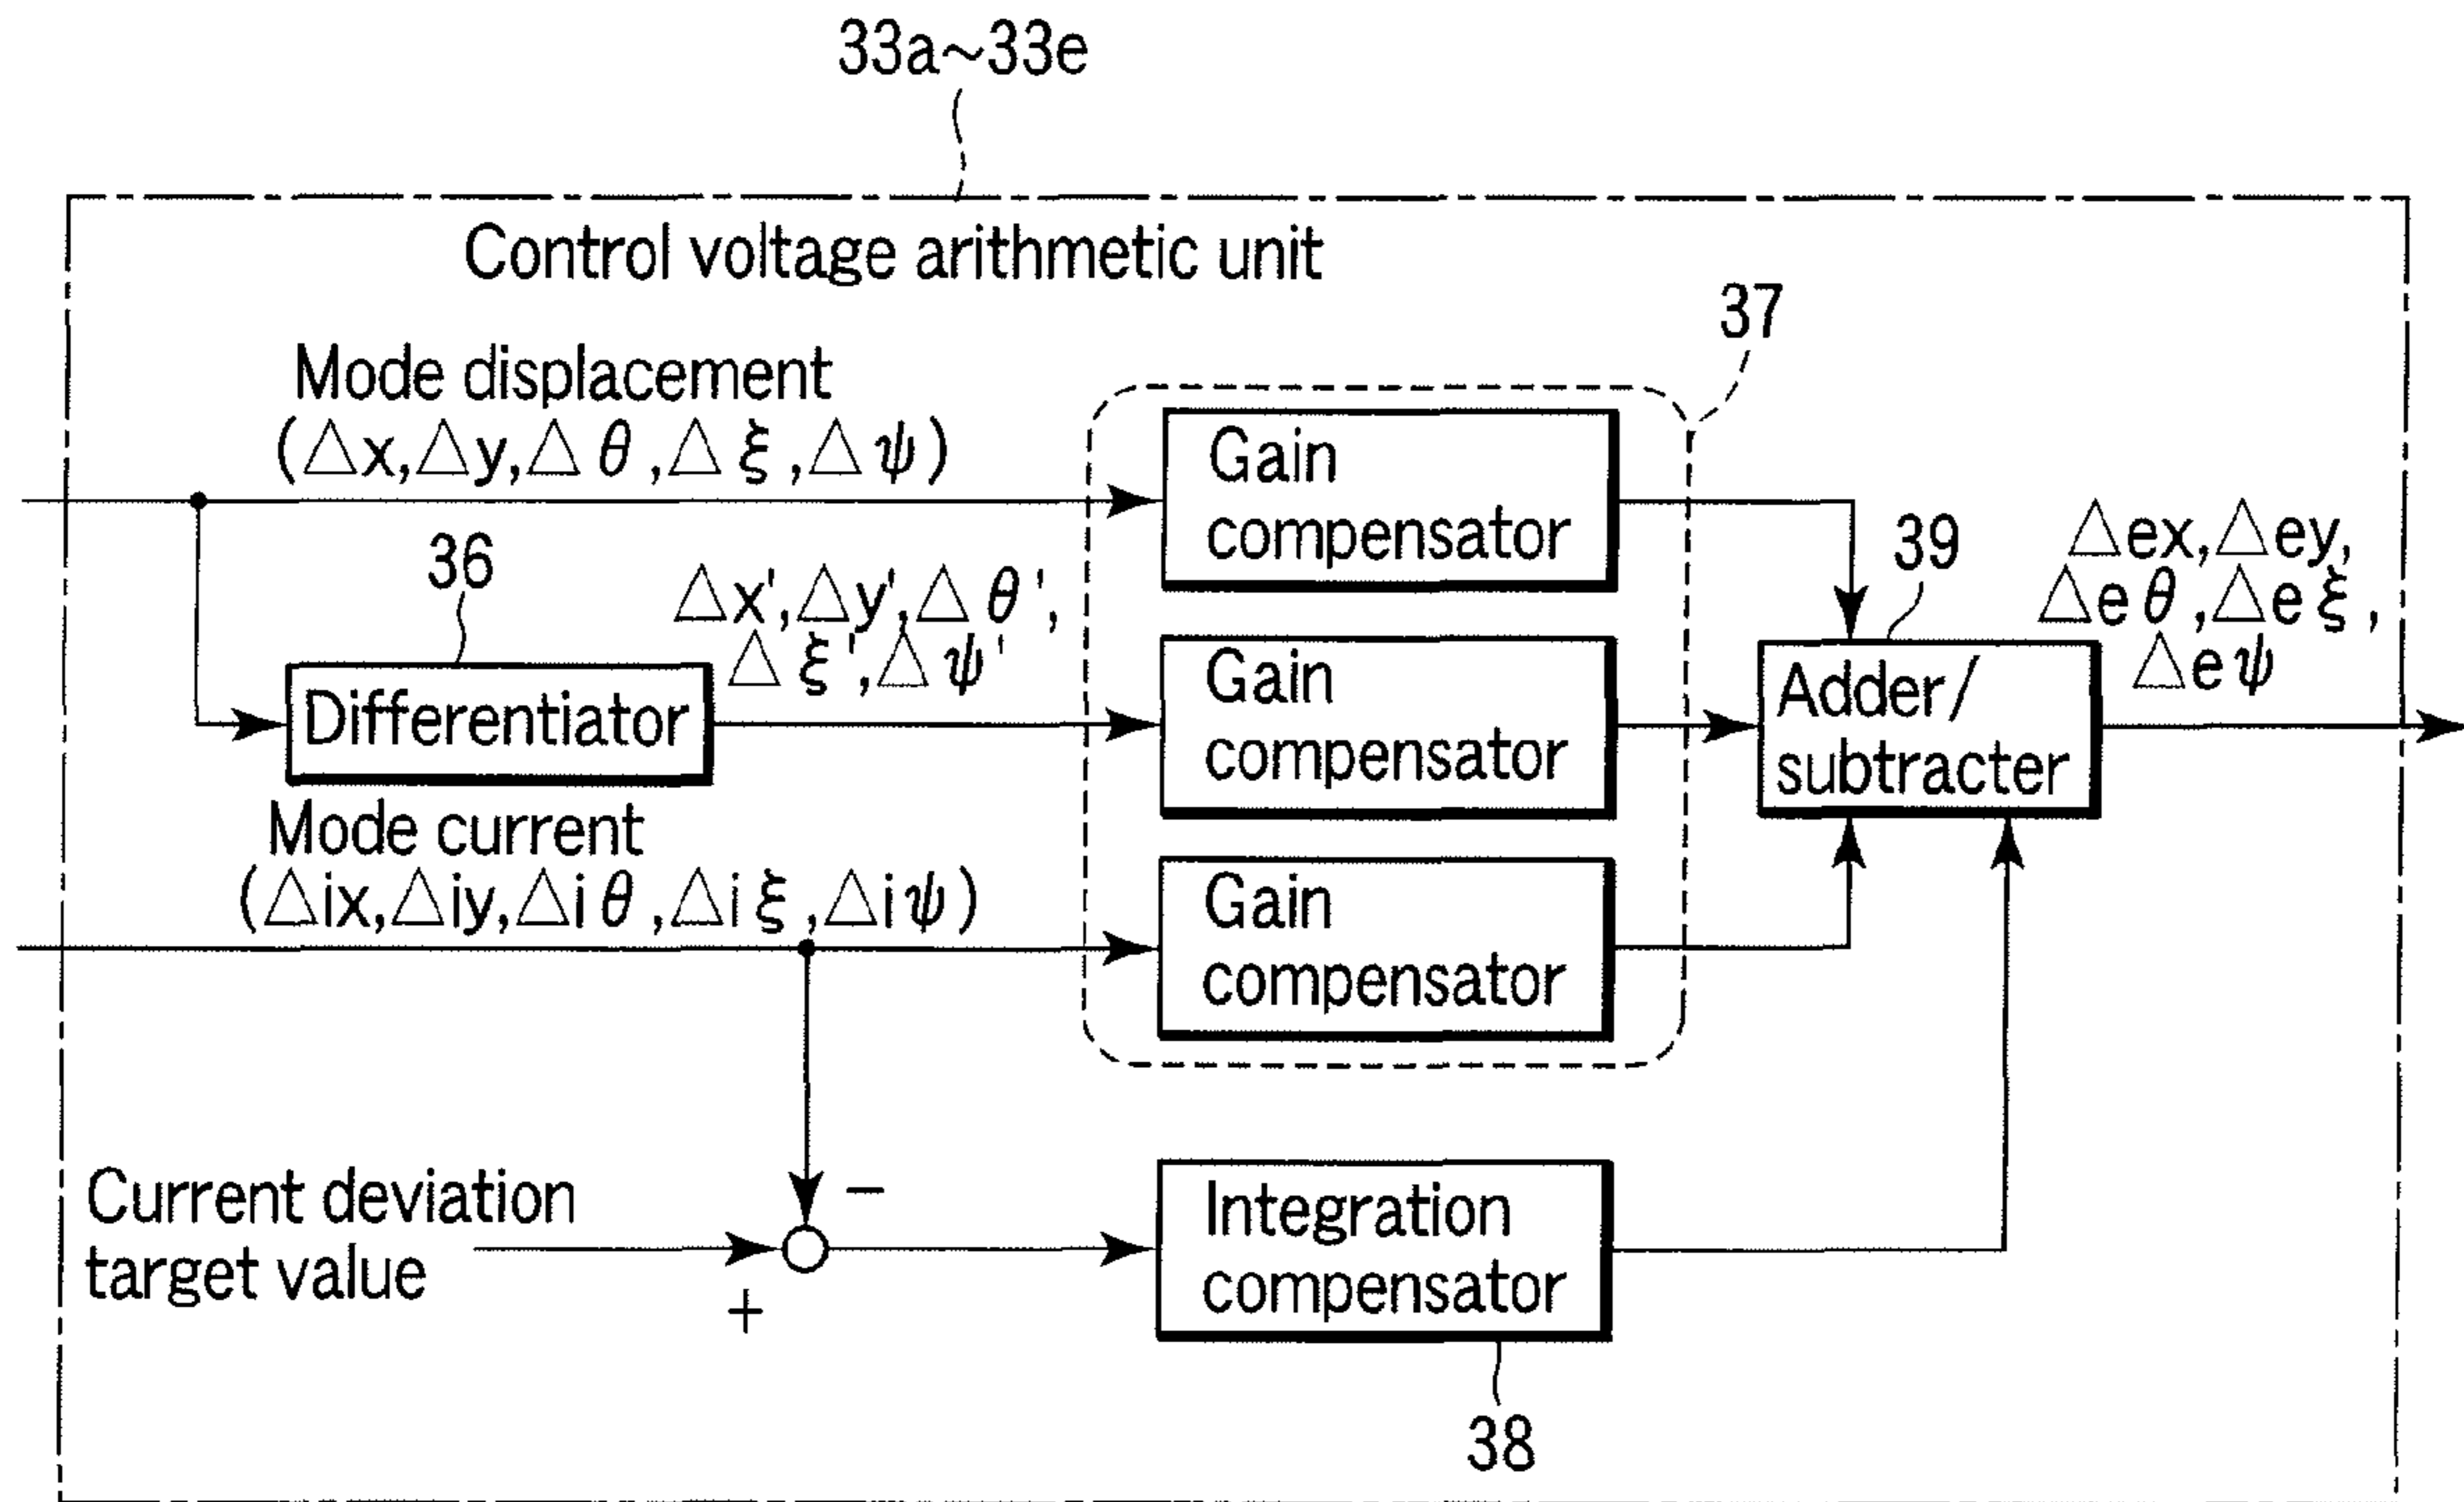 33a~33e
Control voltage arithmetic unit
37
Mode displacement
(△x,△y,△θ,△ξ,△ψ)
Gain
compensator
36
△x',△y',△θ',
△ξ',△ψ'
39
△ex,△ey,
△eθ,△eξ,
△eψ
Differentiator
Gain
compensator
Adder/
subtracter
Mode current
(△ix,△iy,△iθ,△iξ,△iψ)
Gain
compensator
Current deviation
target value
−
+
Integration
compensator
38